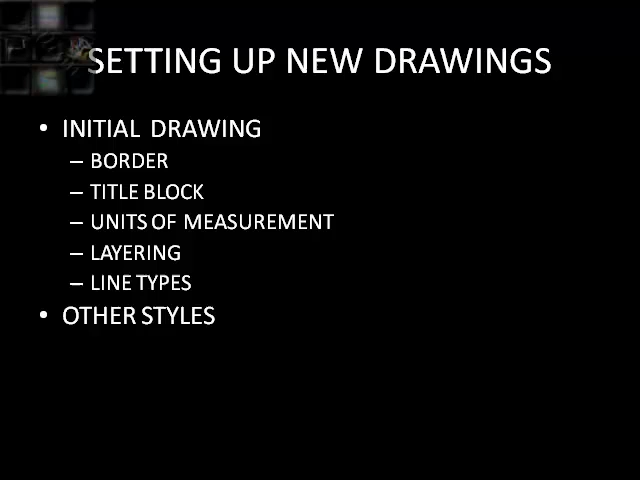 SETTING UP NEW DRAWINGS
• INITIAL DRAWING
– BORDER
– TITLE BLOCK
– UNITS OF MEASUREMENT
– LAYERING
– LINE TYPES
• OTHER STYLES